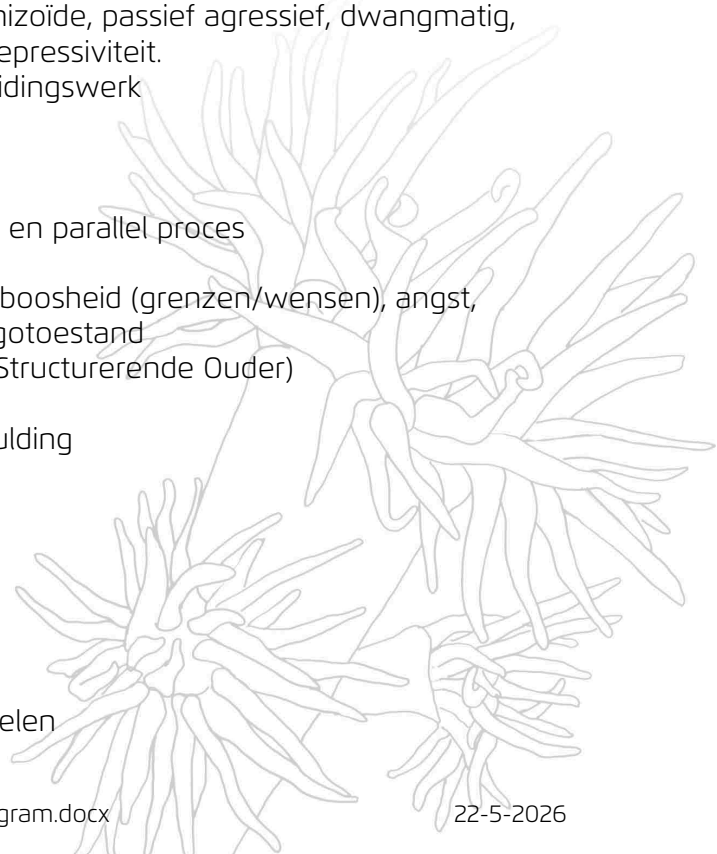 nizoïde, passief agressief, dwangmatig,
epressiviteit.
idingswerk
en parallel proces
boosheid (grenzen/wensen), angst,
gotoestand
Structurerende Ouder)
ulding
elen
gram.docx 22-5-2026